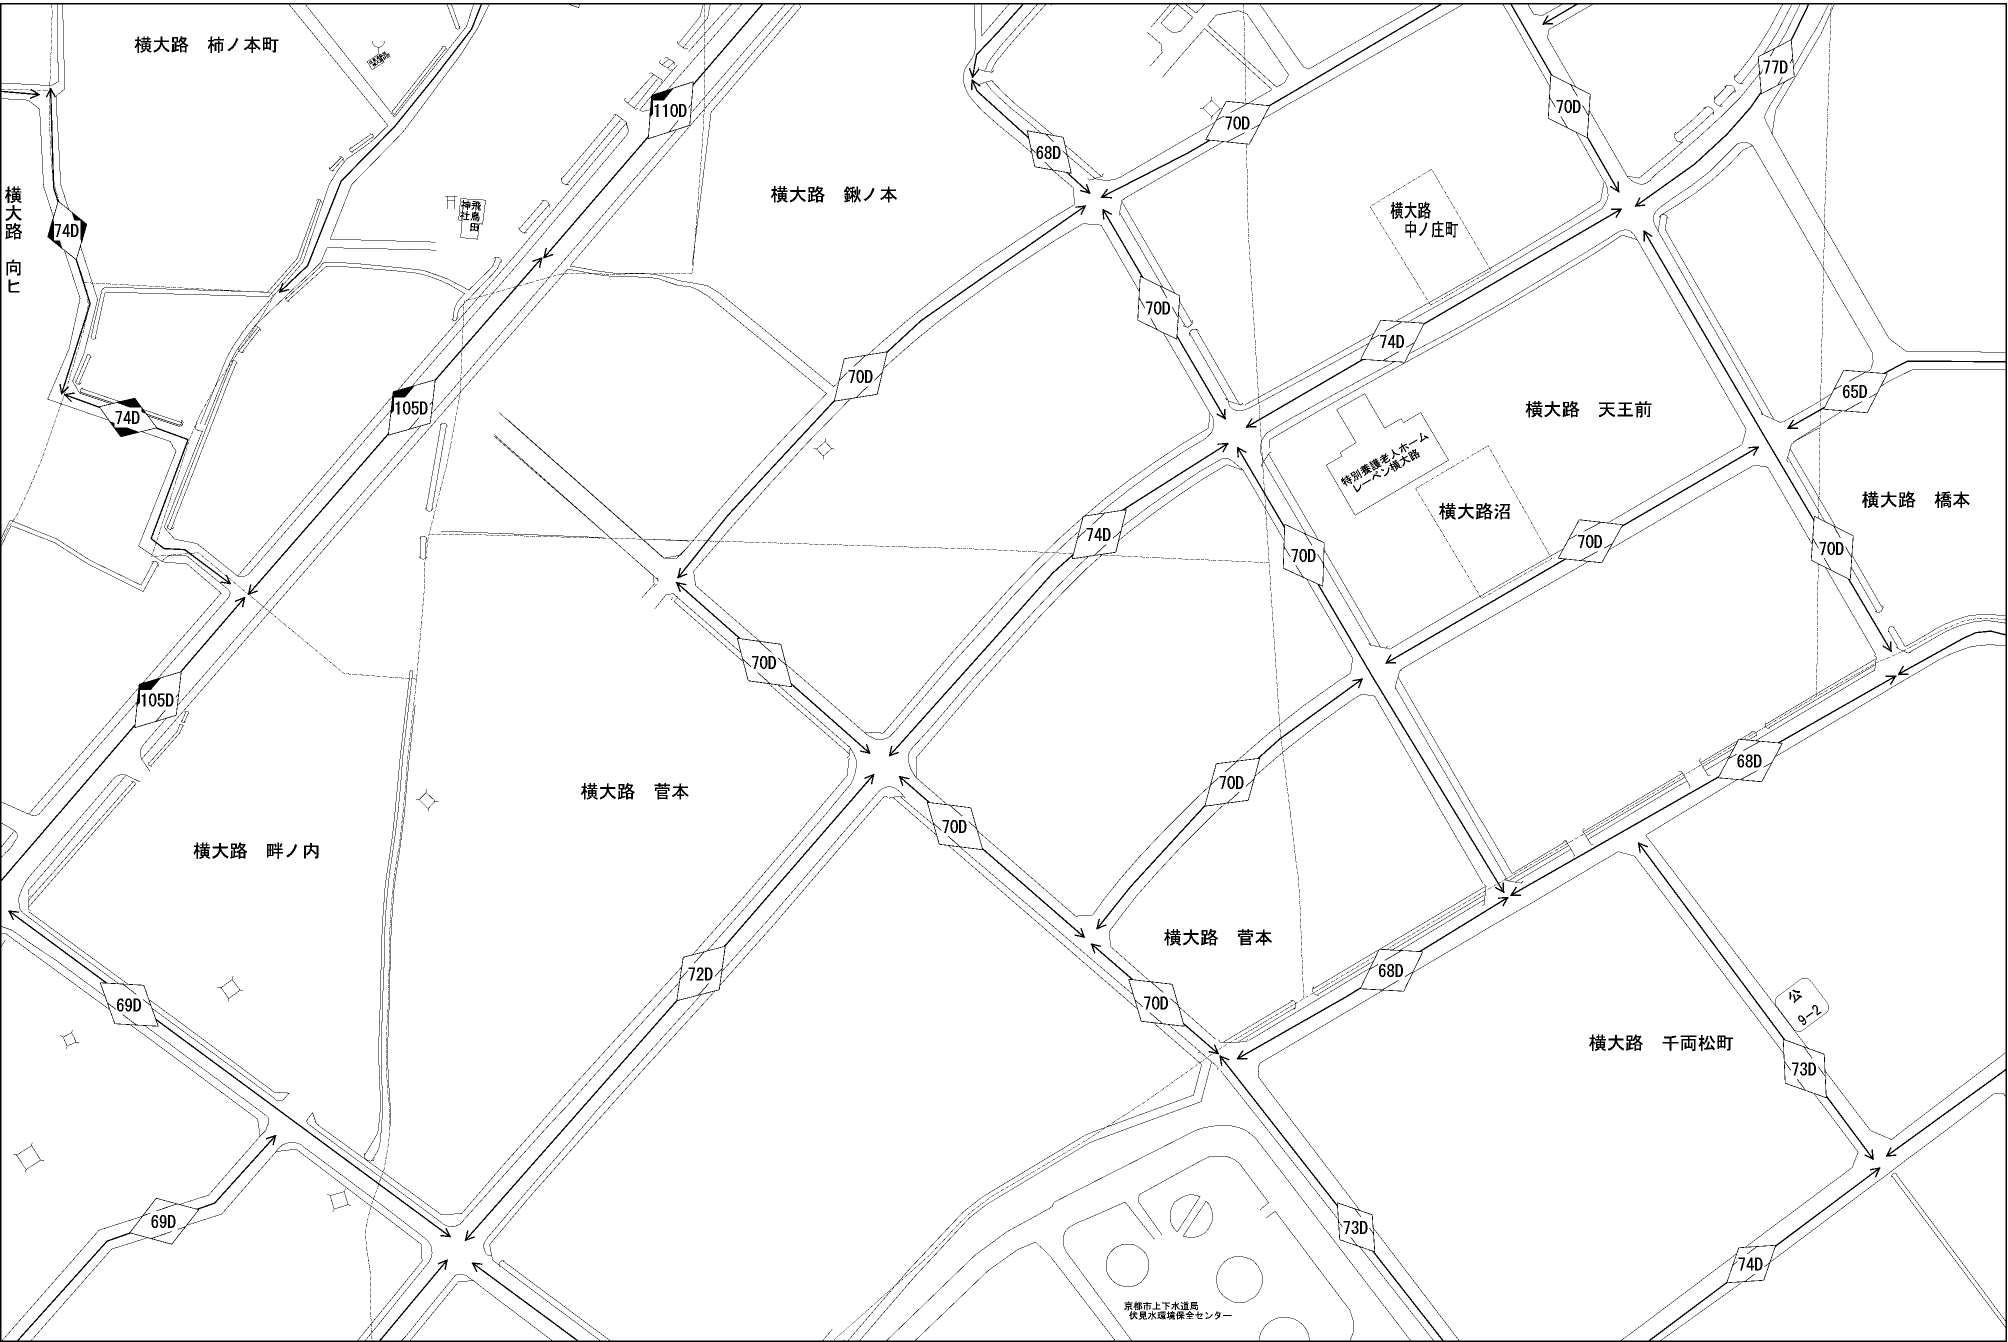 横大路　柿ノ本町
77D
110D
70D
70D
68D
横大路　向ヒ
横大路　鍬ノ本
飛鳥田
神社
横大路
中ノ庄町
74D
70D
74D
70D
65D
105D
74D
横大路　天王前
特別養護老人ホーム
レーベン横大路
横大路沼
横大路　橋本
74D
70D
70D
70D
70D
105D
68D
70D
横大路　菅本
70D
横大路　畔ノ内
横大路　菅本
72D
68D
69D
70D
公
9-2
横大路　千両松町
73D
69D
73D
74D
京都市上下水道局
伏見水環境保全センター